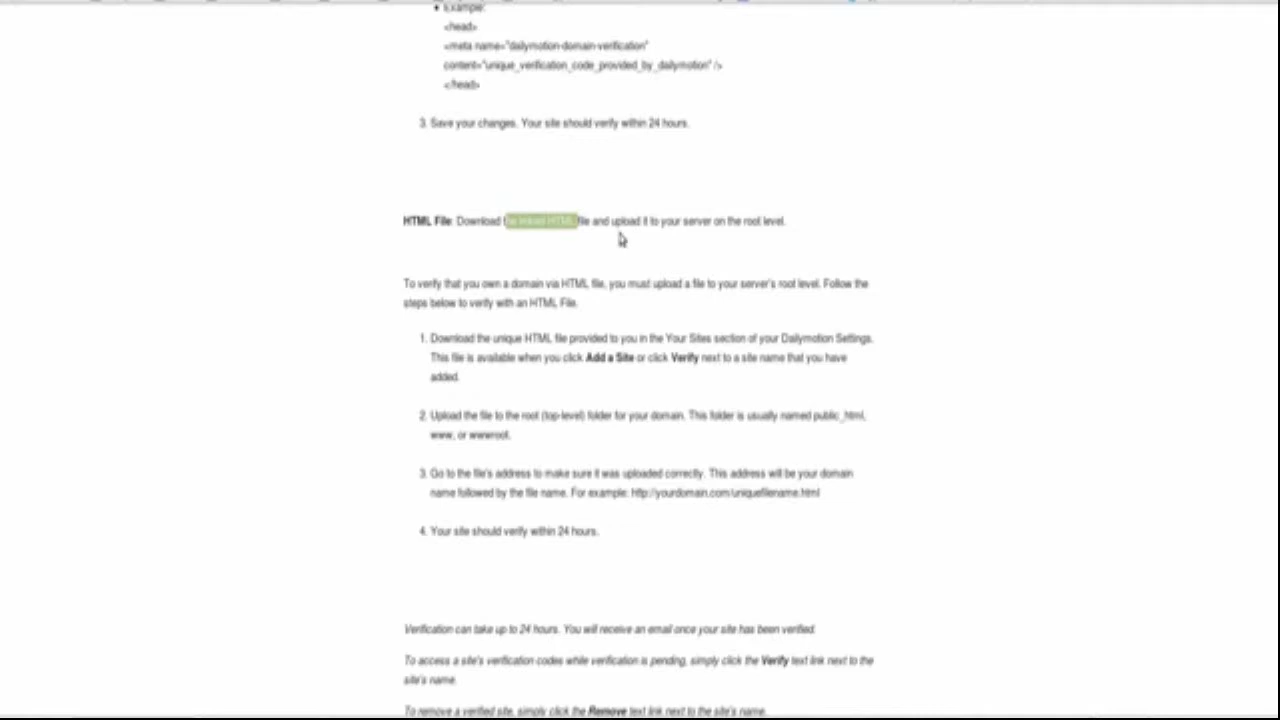 Example:
<head>
<meta name="dailymotion-domain-verification"
content="unique_verification_code_provided_by_dailymotion" />
</head>
3. Save your changes. Your site should verify within 24 hours.
HTML File: Download HTML file and upload it to your server on the root level.
To verify that you own a domain via HTML file, you must upload a file to your server's root level. Follow the
steps below to verify with an HTML File.
1. Download the unique HTML file provided to you in the Your Sites section of your Dailymotion Settings.
This file is available when you click Add a Site or click Verify next to a site name that you have
added.
2. Upload the file to the root (top-level) folder for your domain. This folder is usually named public_html,
www, or wwwroot.
3. Go to the file's address to make sure it was uploaded correctly. This address will be your domain
name followed by the file name. For example: http://yourdomain.com/uniquefilename.html
4. Your site should verify within 24 hours.
Verification can take up to 24 hours. You will receive an email once your site has been verified.
To access a site's verification codes while verification is pending, simply click the Verify text link next to the
site's name.
To remove a verified site, simply click the Remove text link next to the site's name.